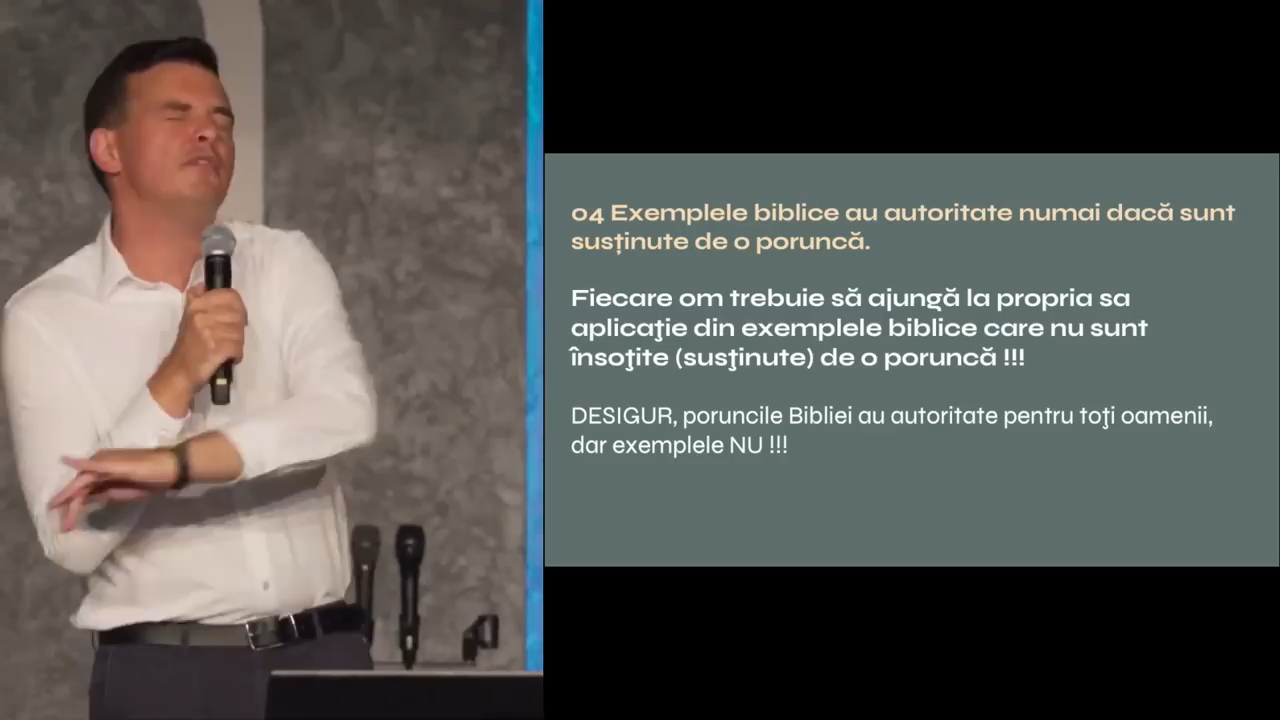 04 Exemplele biblice au autoritate numai dacă sunt
susținute de o poruncă.
Fiecare om trebuie să ajungă la propria sa
aplicaţie din exemplele biblice care nu sunt
însoţite (susţinute) de o poruncă !!!
DESIGUR, poruncile Bibliei au autoritate pentru toţi oamenii,
dar exemplele NU !!!